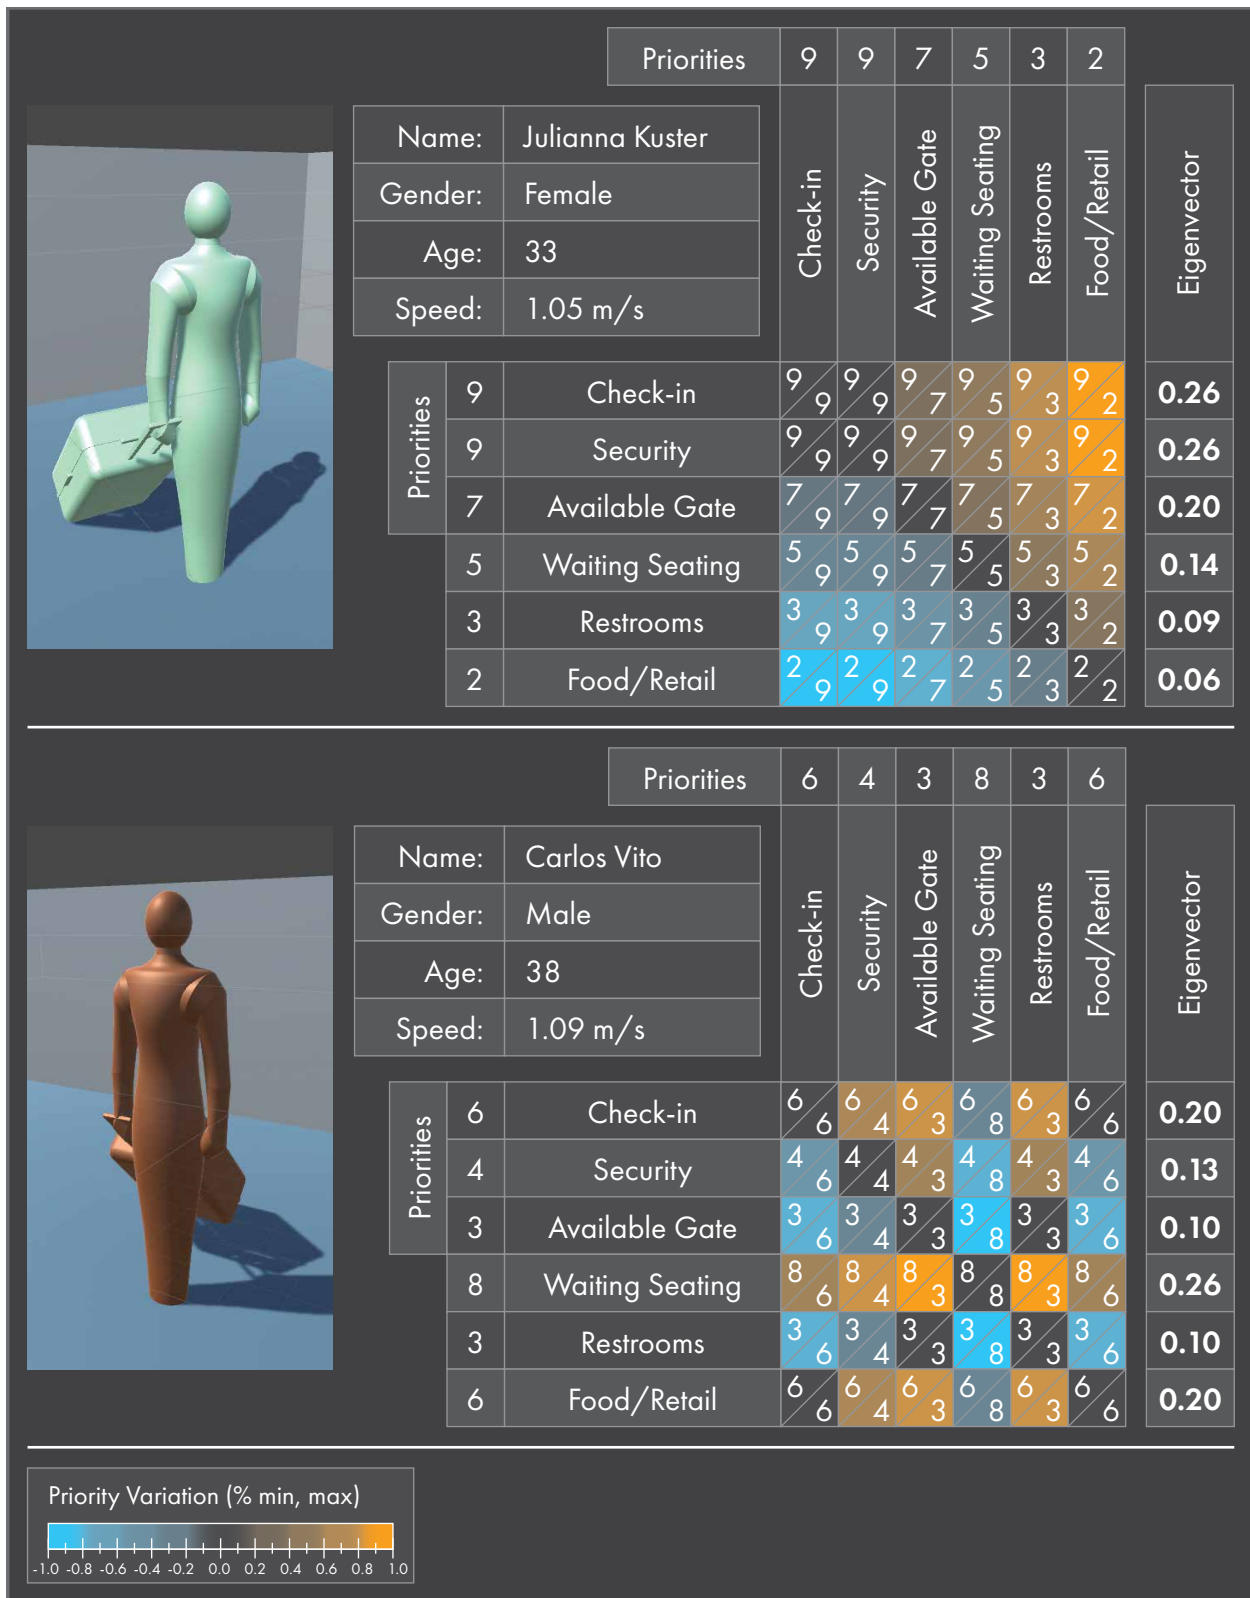 Priorities 9 9 7 5 3 2
Name: Julianna Kuster
Gender: Female
Age: 33
Speed: 1.05 m/s
Check-in Security Available Gate Waiting Seating Restrooms Food/Retail Eigenvector
Priorities
9 Check-in 9/9 9/9 9/7 9/5 9/3 9/2 0.26
9 Security 9/9 9/9 9/7 9/5 9/3 9/2 0.26
7 Available Gate 7/9 7/9 7/7 7/5 7/3 7/2 0.20
5 Waiting Seating 5/9 5/9 5/7 5/5 5/3 5/2 0.14
3 Restrooms 3/9 3/9 3/7 3/5 3/3 3/2 0.09
2 Food/Retail 2/9 2/9 2/7 2/5 2/3 2/2 0.06
Priorities 6 4 3 8 3 6
Name: Carlos Vito
Gender: Male
Age: 38
Speed: 1.09 m/s
Check-in Security Available Gate Waiting Seating Restrooms Food/Retail Eigenvector
Priorities
6 Check-in 6/6 6/4 6/3 6/8 6/3 6/6 0.20
4 Security 4/6 4/4 4/3 4/8 4/3 4/6 0.13
3 Available Gate 3/6 3/4 3/3 3/8 3/3 3/6 0.10
8 Waiting Seating 8/6 8/4 8/3 8/8 8/3 8/6 0.26
3 Restrooms 3/6 3/4 3/3 3/8 3/3 3/6 0.10
6 Food/Retail 6/6 6/4 6/3 6/8 6/3 6/6 0.20
Priority Variation (% min, max)
-1.0 -0.8 -0.6 -0.4 -0.2 0.0 0.2 0.4 0.6 0.8 1.0